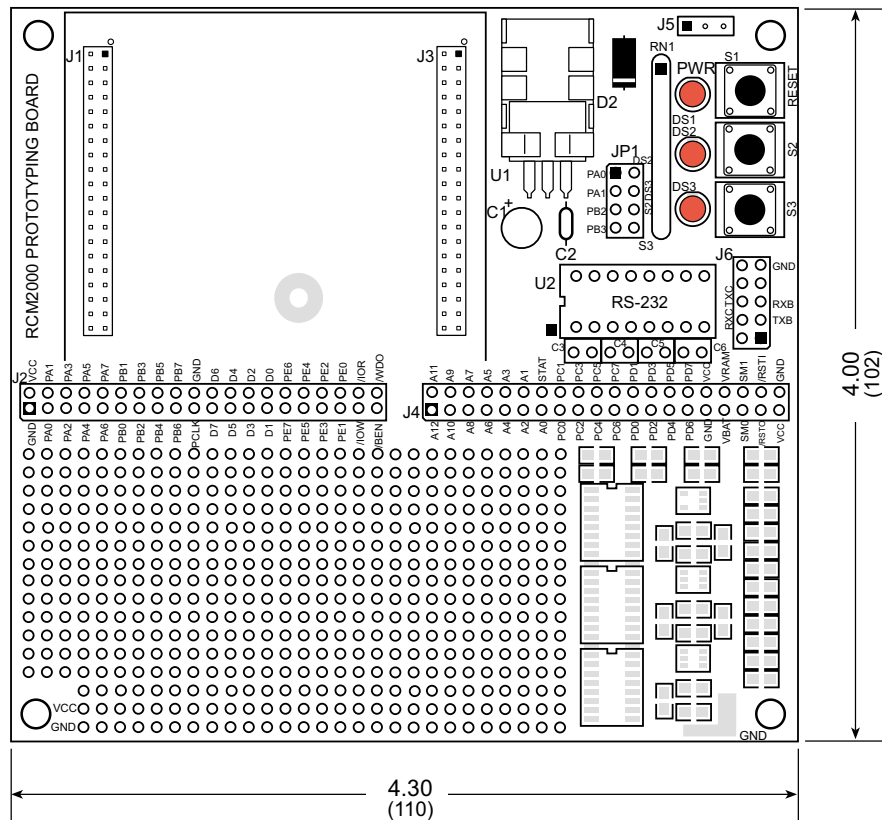 J5
RN1
S1
J1
J3
PWR
RESET
D2
DS1
DS2
S2
U1
JP1
DS2
PA0
DS3
PA1
S2
PB2
PB3
DS3
S3
C1
+
C2
S3
RCM2000 PROTOTYPING BOARD
J6
U2
RS-232
GND
RXC TXC
RXB
TXB
C3
C4
C5
C6
J2
VCC PA1 PA3 PA5 PA7 PB1 PB3 PB5 PB7 GND D6 D4 D2 D0 PE6 PE4 PE2 PE0 /IOR /WDO
GND PA0 PA2 PA4 PA6 PB0 PB2 PB4 PB6 PCLK D7 D5 D3 D1 PE7 PE5 PE3 PE1 /IOW /BEN
J4
A11 A9 A7 A5 A3 A1 STAT PC1 PC3 PC5 PC7 PD1 PD3 PD5 PD7 VCC VRAM SM1 /RSTI GND
A12 A10 A8 A6 A4 A2 A0 PC0 PC2 PC4 PC6 PD0 PD2 PD4 PD6 GND VBAT SM0 /RSTO VCC
VCC
GND
GND
4.00
(102)
4.30
(110)